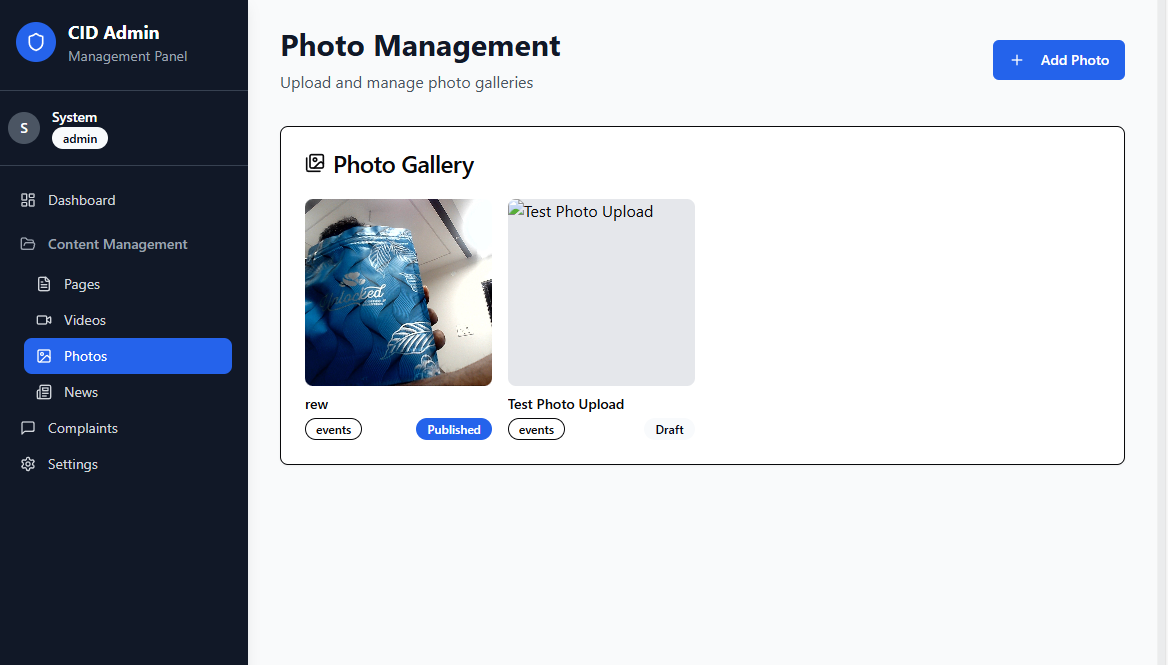 CID Admin
Management Panel
S
System
admin
Dashboard
Content Management
Pages
Videos
Photos
News
Complaints
Settings
Photo Management
Upload and manage photo galleries
Add Photo
Photo Gallery
Test Photo Upload
rew
events
Published
Test Photo Upload
events
Draft